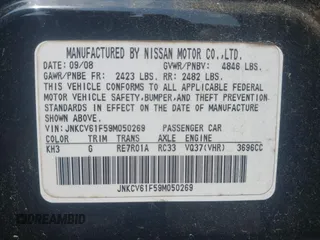 MANUFACTURED BY NISSAN MOTOR CO.,LTD.
DATE: 09/08 GVWR/PNBV: 4846 LBS.
GAWR/PNBE FR: 2423 LBS. RR: 2482 LBS.
THIS VEHICLE CONFORMS TO ALL APPLICABLE FEDERAL
MOTOR VEHICLE SAFETY,BUMPER,AND THEFT PREVENTION
STANDARDS IN EFFECT ON THE DATE OF MANUFACTURE
SHOWN ABOVE.
VIN: JNKCV61F59M050269 PASSENGER CAR
COLOR TRIM TRANS AXLE ENGINE
KH3 G RE7R01A RC33 VQ37(VHR) 3696CC
JNKCV61F59M050269
DREAMBID